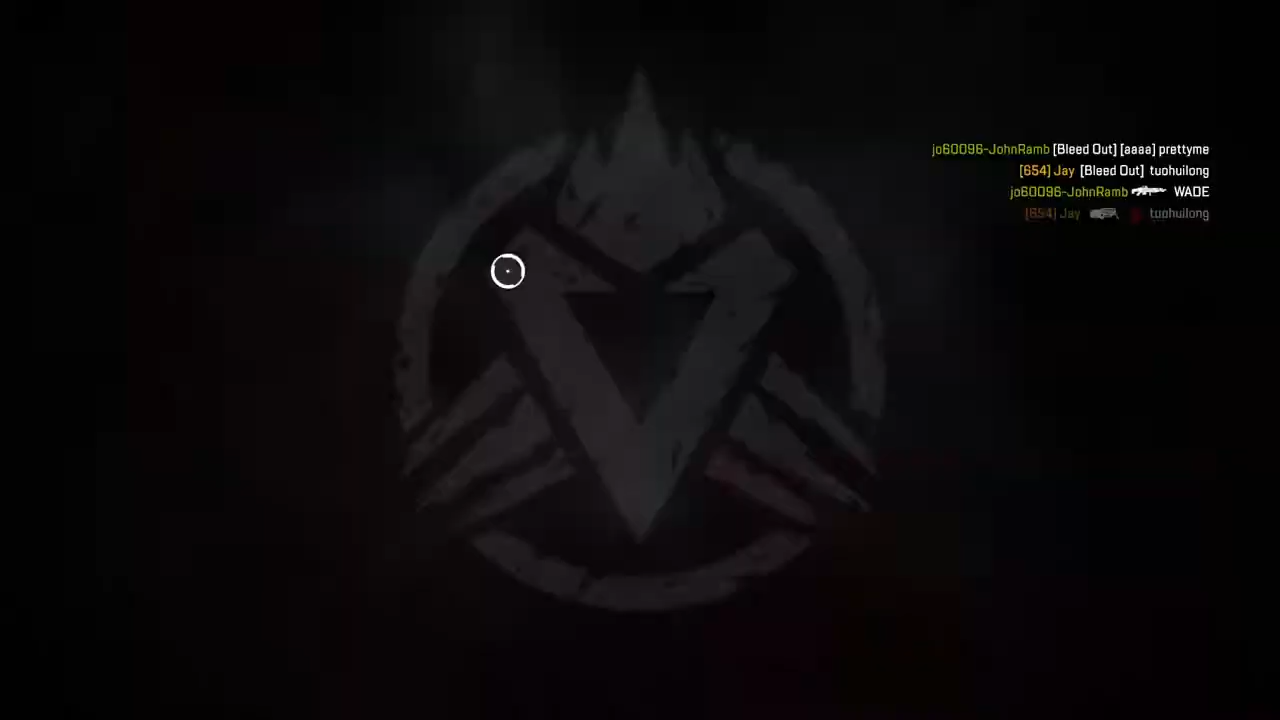 jo60096-JohnRamb [Bleed Out] [aaaa] prettyme
[654] Jay [Bleed Out] tuohuilong
jo60096-JohnRamb WADE
[654] Jay tuohuilong